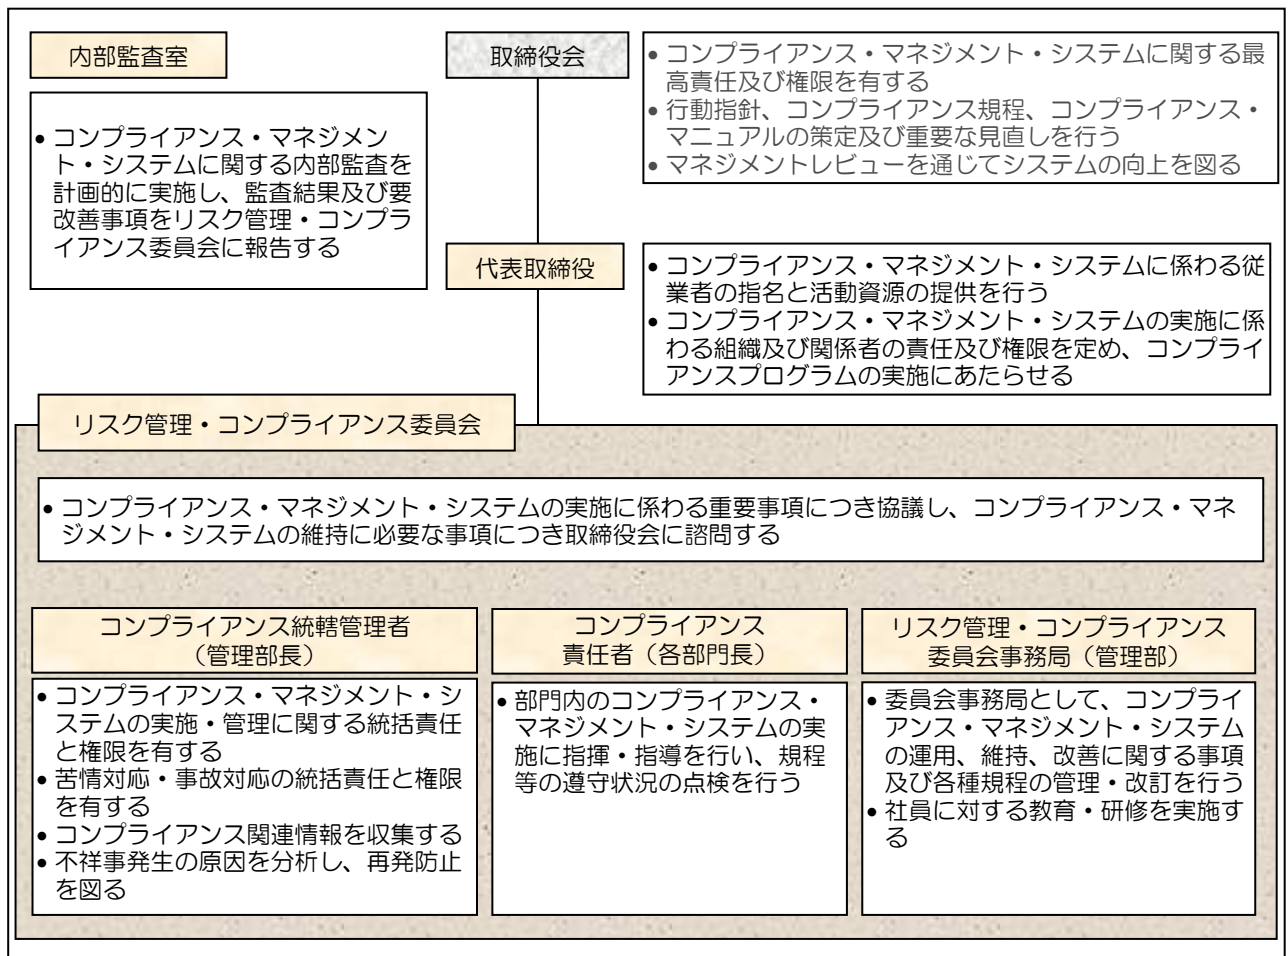 内部監査室
• コンプライアンス・マネジメン
ト・システムに関する内部監査を
計画的に実施し、監査結果及び要
改善事項をリスク管理・コンプラ
イアンス委員会に報告する
取締役会
• コンプライアンス・マネジメント・システムに関する最
高責任及び権限を有する
• 行動指針、コンプライアンス規程、コンプライアンス・
マニュアルの策定及び重要な見直しを行う
• マネジメントレビューを通じてシステムの向上を図る
代表取締役
• コンプライアンス・マネジメント・システムに係わる従
業者の指名と活動資源の提供を行う
• コンプライアンス・マネジメント・システムの実施に係
わる組織及び関係者の責任及び権限を定め、コンプライ
アンスプログラムの実施にあたらせる
リスク管理・コンプライアンス委員会
• コンプライアンス・マネジメント・システムの実施に係わる重要事項につき協議し、コンプライアンス・マネ
ジメント・システムの維持に必要な事項につき取締役会に諮問する
コンプライアンス統轄管理者
（管理部長）
• コンプライアンス・マネジメント・シ
ステムの実施・管理に関する統括責任
と権限を有する
• 苦情対応・事故対応の統括責任と権限
を有する
• コンプライアンス関連情報を収集する
• 不祥事発生の原因を分析し、再発防止
を図る
コンプライアンス
責任者（各部門長）
• 部門内のコンプライアンス・
マネジメント・システムの実
施に指揮・指導を行い、規程
等の遵守状況の点検を行う
リスク管理・コンプライアンス
委員会事務局（管理部）
• 委員会事務局として、コンプライ
アンス・マネジメント・システム
の運用、維持、改善に関する事項
及び各種規程の管理・改訂を行う
• 社員に対する教育・研修を実施す
る